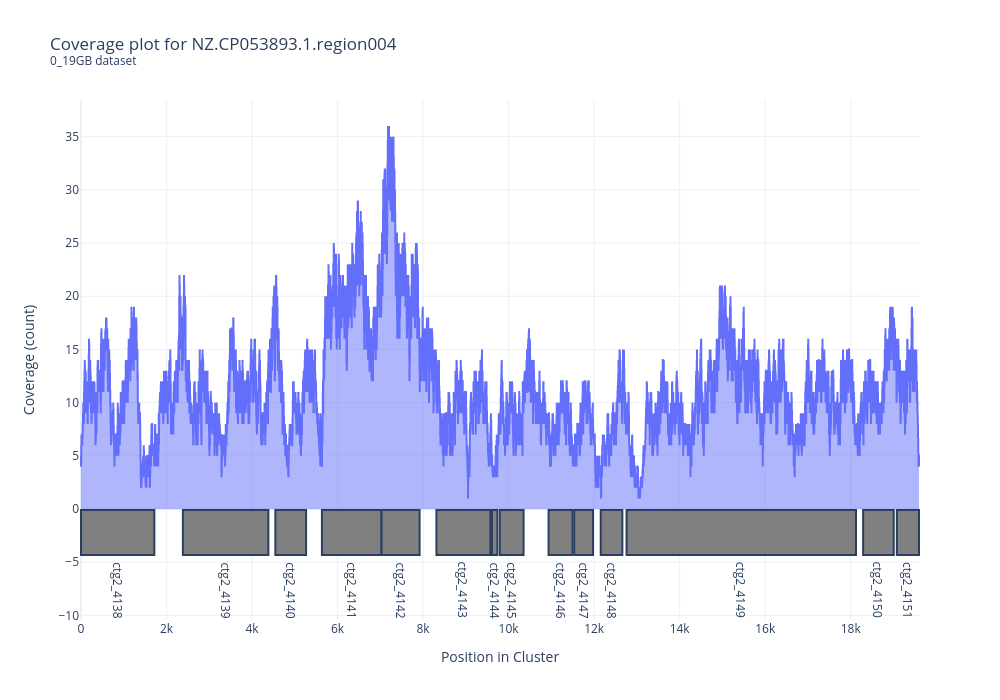 Coverage plot for NZ.CP053893.1.region004
0_19GB dataset
Coverage (count)
35
30
25
20
15
10
5
0
−5
−10
ctg2_4138
ctg2_4139
ctg2_4140
ctg2_4141
ctg2_4142
ctg2_4143
ctg2_4144
ctg2_4145
ctg2_4146
ctg2_4147
ctg2_4148
ctg2_4149
ctg2_4150
ctg2_4151
0 2k 4k 6k 8k 10k 12k 14k 16k 18k
Position in Cluster